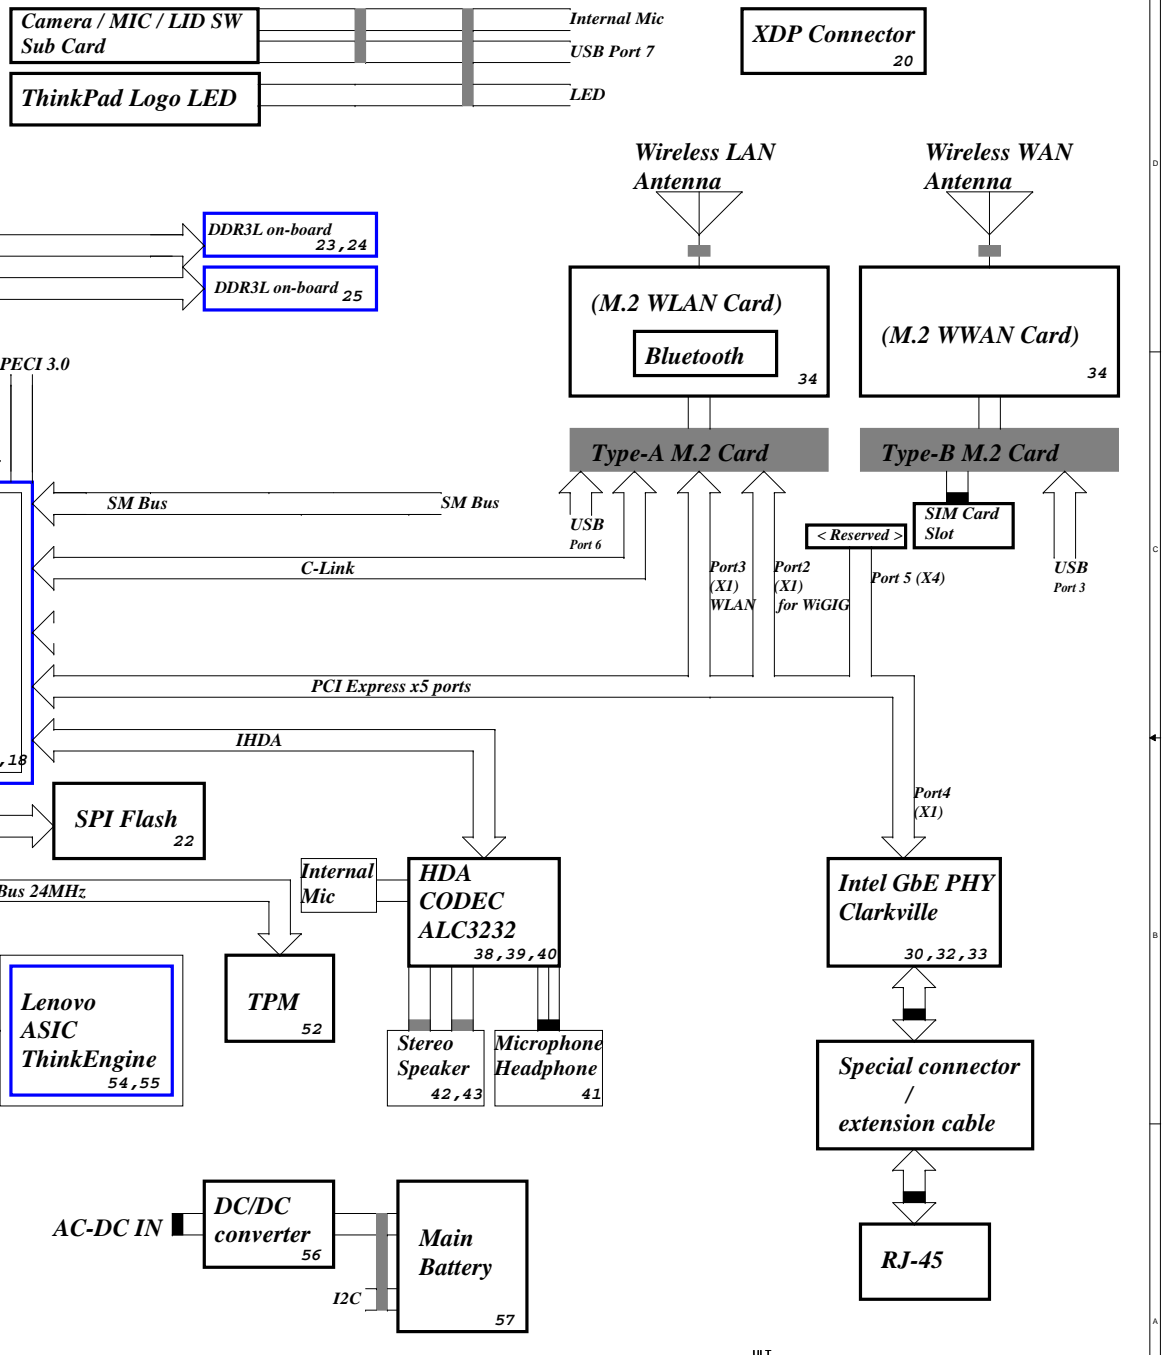 Camera / MIC / LID SW
Sub Card
Internal Mic
USB Port 7
ThinkPad Logo LED
LED
XDP Connector
20
Wireless LAN
Antenna
Wireless WAN
Antenna
D
DDR3L on-board
23,24
DDR3L on-board
25
(M.2 WLAN Card)
Bluetooth
34
(M.2 WWAN Card)
34
PECI 3.0
Type-A M.2 Card
Type-B M.2 Card
SM Bus
SM Bus
USB
Port 6
< Reserved >
SIM Card
Slot
C
C-Link
Port3
(X1)
WLAN
Port2
(X1)
for WiGIG
Port 5 (X4)
USB
Port 3
PCI Express x5 ports
IHDA
,18
Port4
(X1)
SPI Flash
22
Bus 24MHz
Internal
Mic
HDA
CODEC
ALC3232
38,39,40
Intel GbE PHY
Clarkville
30,32,33
B
Lenovo
ASIC
ThinkEngine
54,55
TPM
52
Stereo
Speaker
42,43
Microphone
Headphone
41
Special connector
/
extension cable
AC-DC IN
DC/DC
converter
56
Main
Battery
57
I2C
RJ-45
A